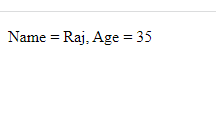 Name = Raj, Age = 35